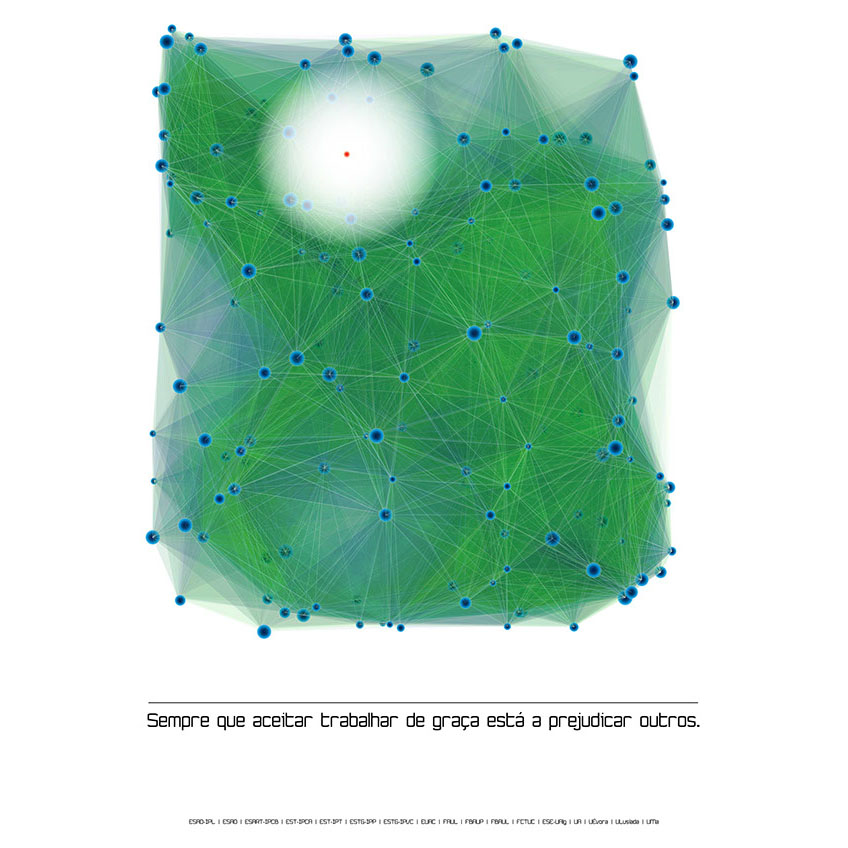 Sempre que aceitar trabalhar de graça está a prejudicar outros.
ESAD-IPL | ESAD | ESART-IPCB | EST-IPCA | EST-IPT | ESTG-IPP | ESTG-IPVC | EUAC | FAUL | FBAUP | FBAUL | FCTUC | ESE-UAlg | UA | UÉvora | ULusíada | UMa